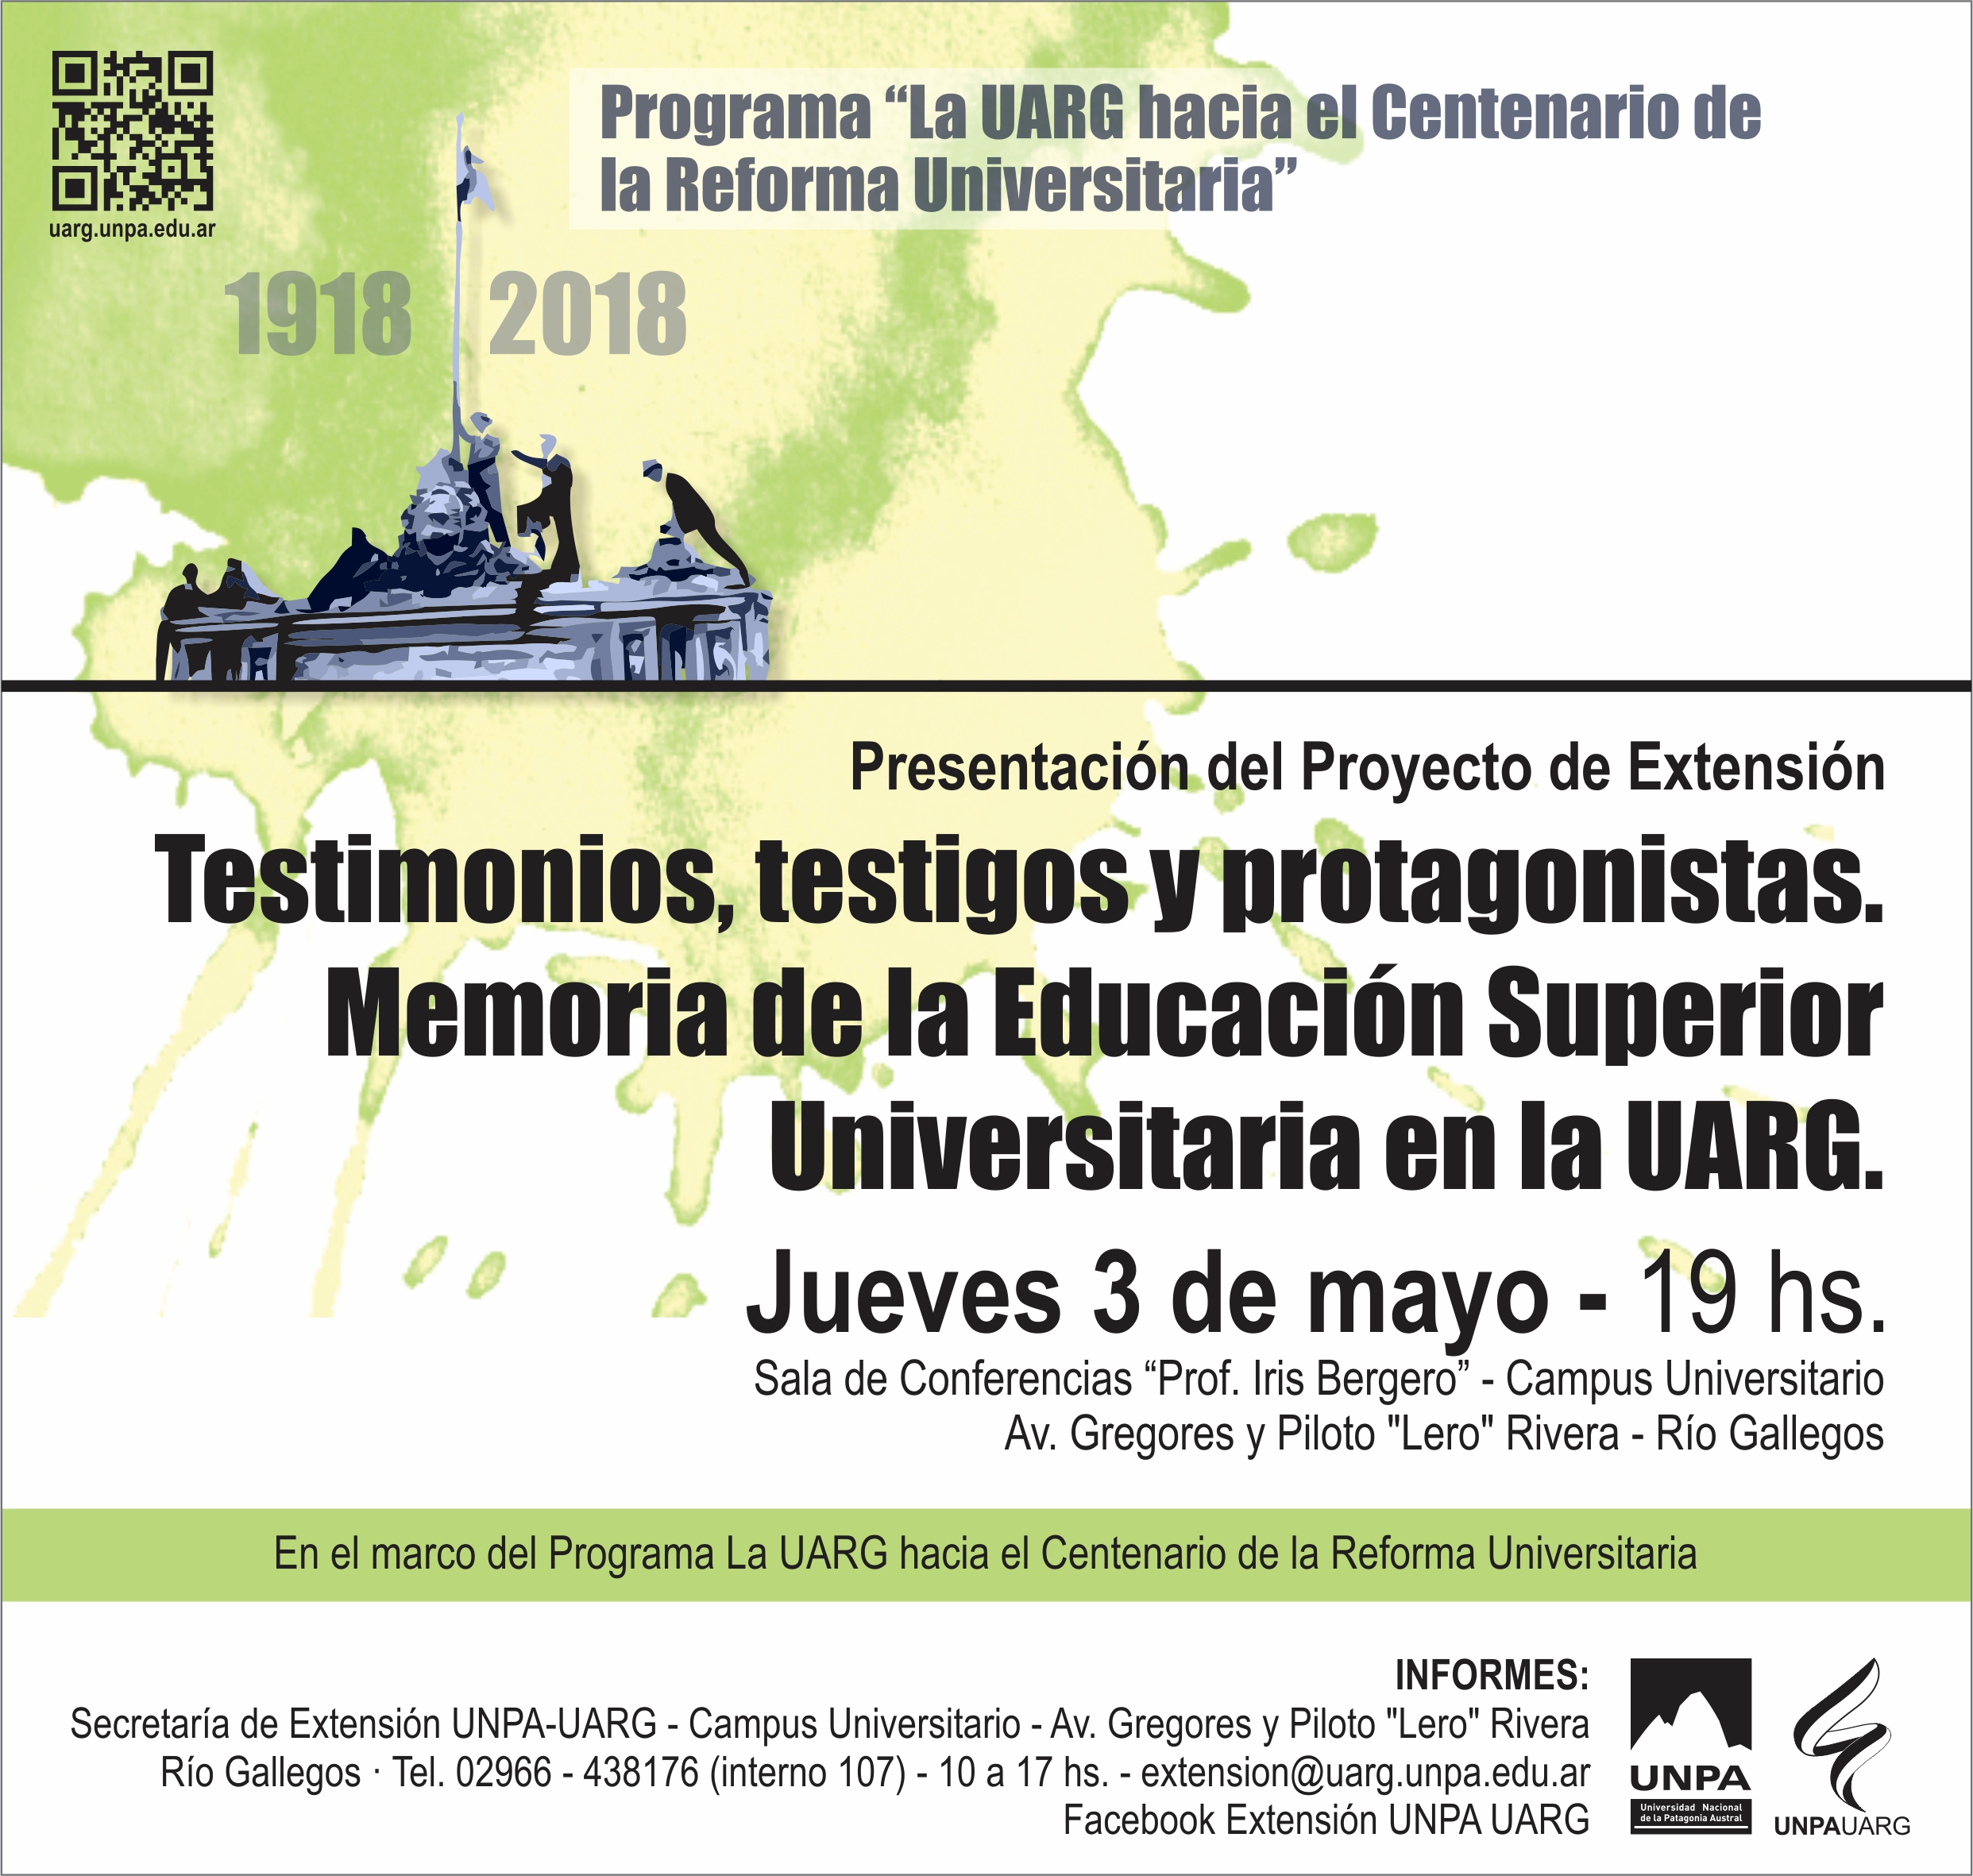 uarg.unpa.edu.ar
Programa “La UARG hacia el Centenario de
la Reforma Universitaria”
1918 2018
Presentación del Proyecto de Extensión
Testimonios, testigos y protagonistas.
Memoria de la Educación Superior
Universitaria en la UARG.
Jueves 3 de mayo - 19 hs.
Sala de Conferencias “Prof. Iris Bergero” - Campus Universitario
Av. Gregores y Piloto "Lero" Rivera - Río Gallegos
En el marco del Programa La UARG hacia el Centenario de la Reforma Universitaria
INFORMES:
Secretaría de Extensión UNPA-UARG - Campus Universitario - Av. Gregores y Piloto "Lero" Rivera
Río Gallegos · Tel. 02966 - 438176 (interno 107) - 10 a 17 hs. - extension@uarg.unpa.edu.ar
Facebook Extensión UNPA UARG
UNPA
Universidad Nacional
de la Patagonia Austral
UNPAUARG